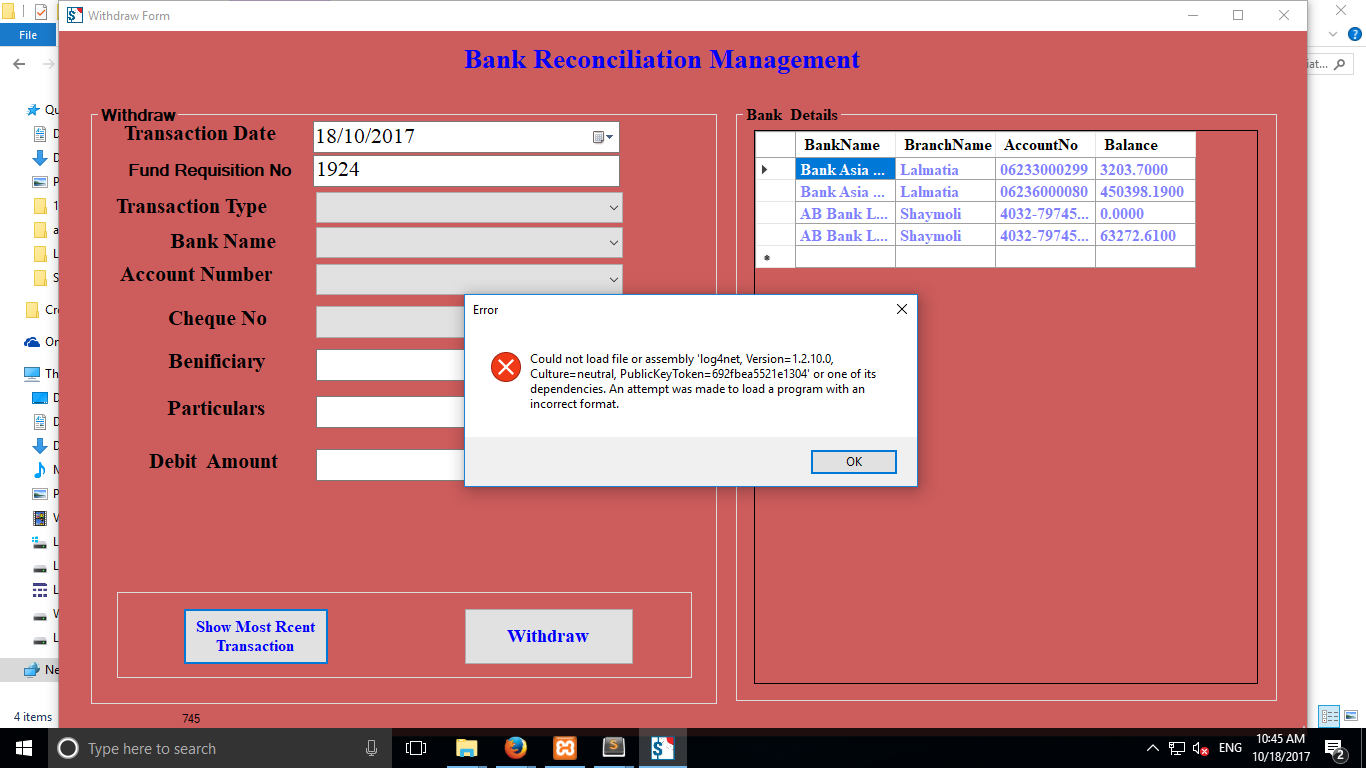 Withdraw Form
File
Bank Reconciliation Management
iat...
Withdraw
Transaction Date
18/10/2017
Fund Requisition No
1924
Transaction Type
Bank Name
Account Number
Cheque No
Benificiary
Particulars
Debit Amount
Show Most Rcent
Transaction
Withdraw
745
Bank Details
BankName BranchName AccountNo Balance
Bank Asia ... Lalmatia 06233000299 3203.7000
Bank Asia ... Lalmatia 06236000080 450398.1900
AB Bank L... Shaymoli 4032-79745... 0.0000
AB Bank L... Shaymoli 4032-79745... 63272.6100
Error
Could not load file or assembly 'log4net, Version=1.2.10.0,
Culture=neutral, PublicKeyToken=692fbea5521e1304' or one of its
dependencies. An attempt was made to load a program with an
incorrect format.
OK
4 items
Type here to search
ENG
10:45 AM
10/18/2017
2